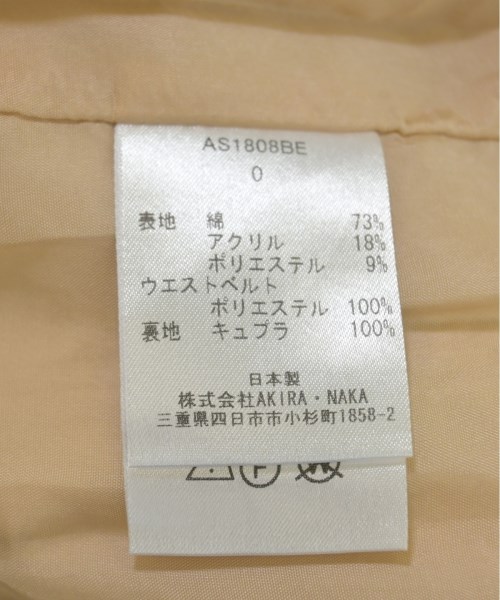 AS1808BE
0
表地 綿 73%
アクリル 18%
ポリエステル 9%
ウエストベルト
ポリエステル 100%
裏地 キュプラ 100%
日本製
株式会社AKIRA・NAKA
三重県四日市市小杉町1858-2
P W